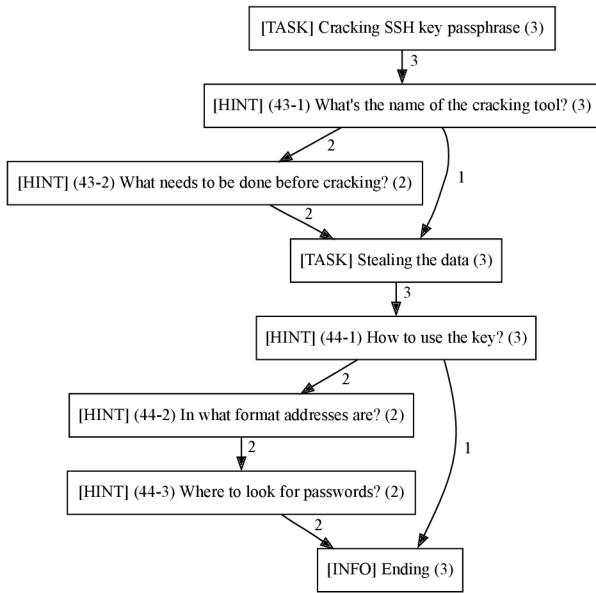 [TASK] Cracking SSH key passphrase (3)
3
[HINT] (43-1) What's the name of the cracking tool? (3)
2
1
[HINT] (43-2) What needs to be done before cracking? (2)
2
[TASK] Stealing the data (3)
3
[HINT] (44-1) How to use the key? (3)
2
1
[HINT] (44-2) In what format addresses are? (2)
2
[HINT] (44-3) Where to look for passwords? (2)
2
[INFO] Ending (3)